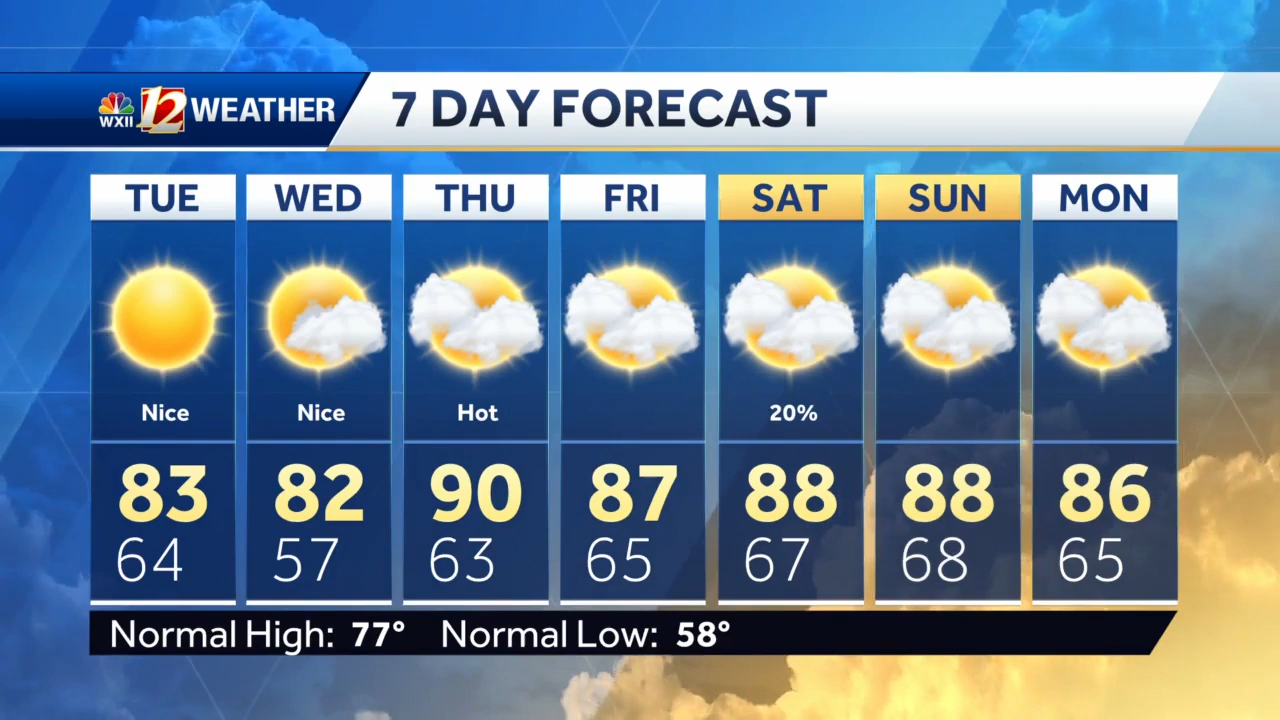 WXII 12 WEATHER 7 DAY FORECAST
TUE WED THU FRI SAT SUN MON
Nice Nice Hot 20%
83 82 90 87 88 88 86
64 57 63 65 67 68 65
Normal High: 77° Normal Low: 58°